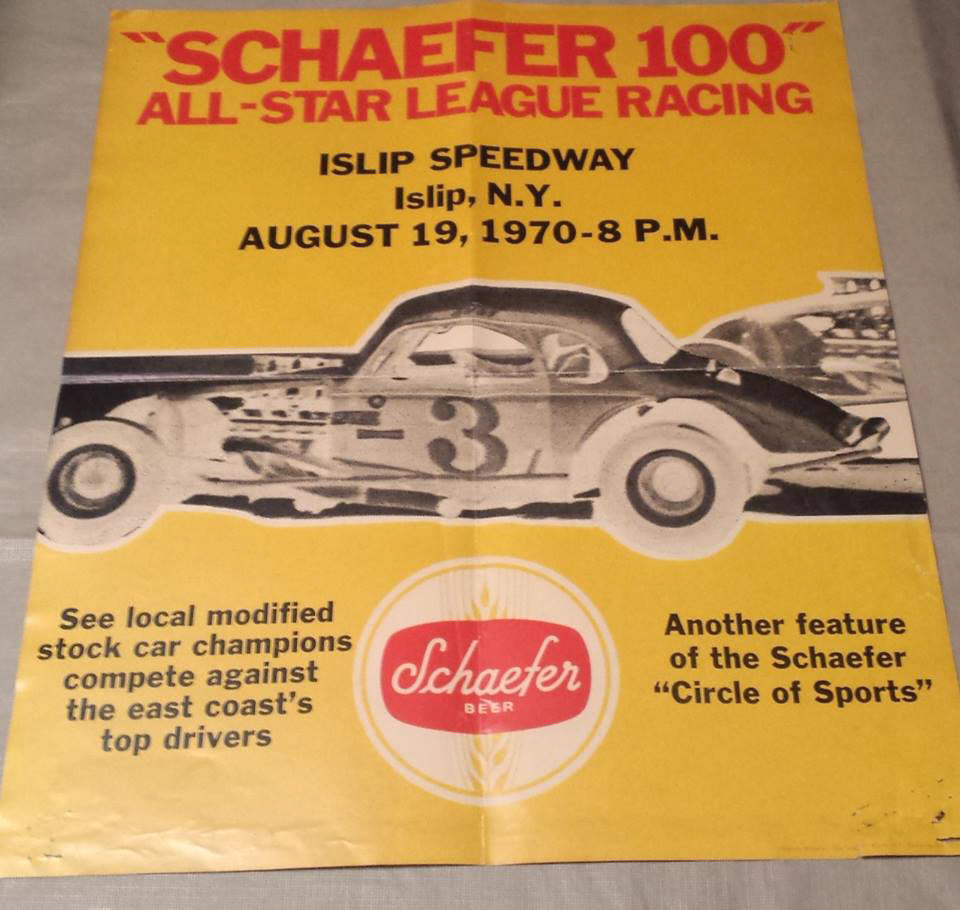 "SCHAEFER 100"
ALL-STAR LEAGUE RACING
ISLIP SPEEDWAY
Islip, N.Y.
AUGUST 19, 1970-8 P.M.
3
See local modified
stock car champions
compete against
the east coast's
top drivers
Schaefer
BEER
Another feature
of the Schaefer
"Circle of Sports"